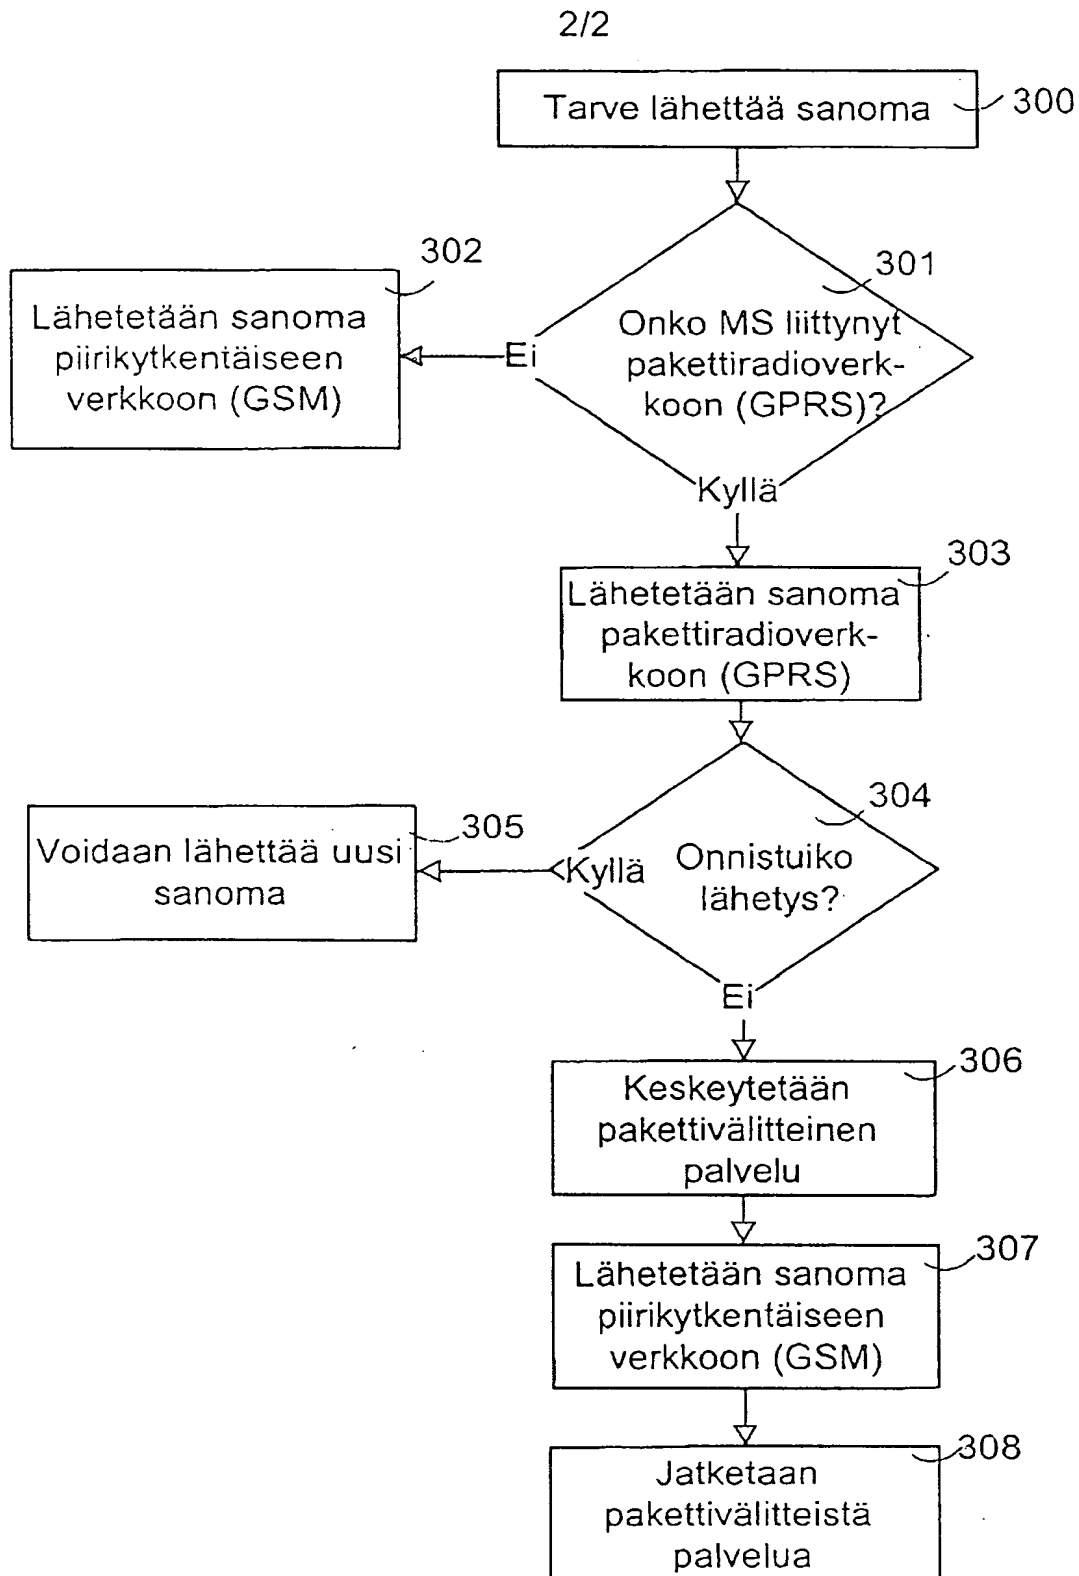 2/2
Tarve lähettää sanoma
300
301
Onko MS liittynyt
pakettiradioverk-
koon (GPRS)?
Ei
302
Lähetetään sanoma
piirikytkentäiseen
verkkoon (GSM)
Kyllä
303
Lähetetään sanoma
pakettiradioverk-
koon (GPRS)
304
Onnistuiko
lähetys?
Kyllä
305
Voidaan lähettää uusi
sanoma
Ei
306
Keskeytetään
pakettivälitteinen
palvelu
307
Lähetetään sanoma
piirikytkentäiseen
verkkoon (GSM)
308
Jatketaan
pakettivälitteistä
palvelua